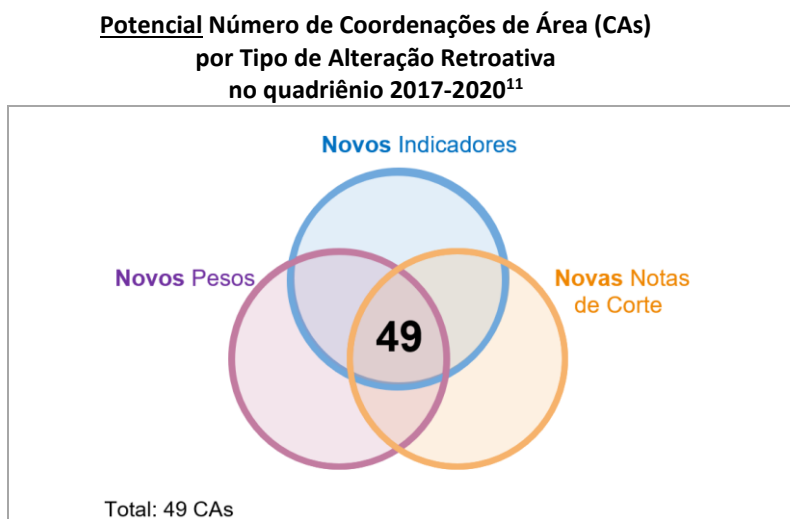 Potencial Número de Coordenações de Área (CAs)
por Tipo de Alteração Retroativa
no quadriênio 2017-2020¹¹
Novos Indicadores
Novos Pesos
Novas Notas
de Corte
49
Total: 49 CAs